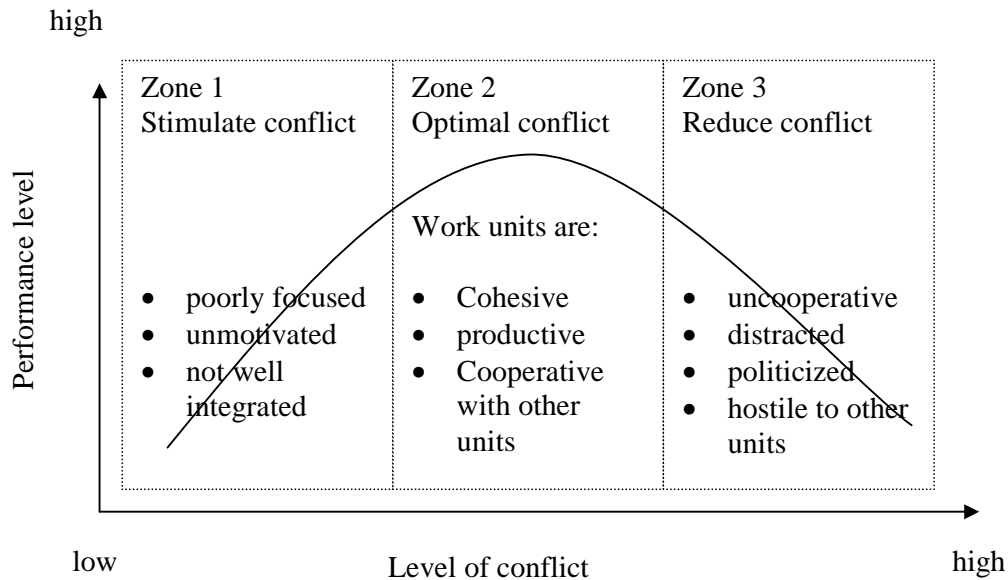 high
Zone 1
Stimulate conflict
Zone 2
Optimal conflict
Zone 3
Reduce conflict
Performance level
Work units are:
• poorly focused
• unmotivated
• not well
integrated
• Cohesive
• productive
• Cooperative
with other
units
• uncooperative
• distracted
• politicized
• hostile to other
units
low
Level of conflict
high